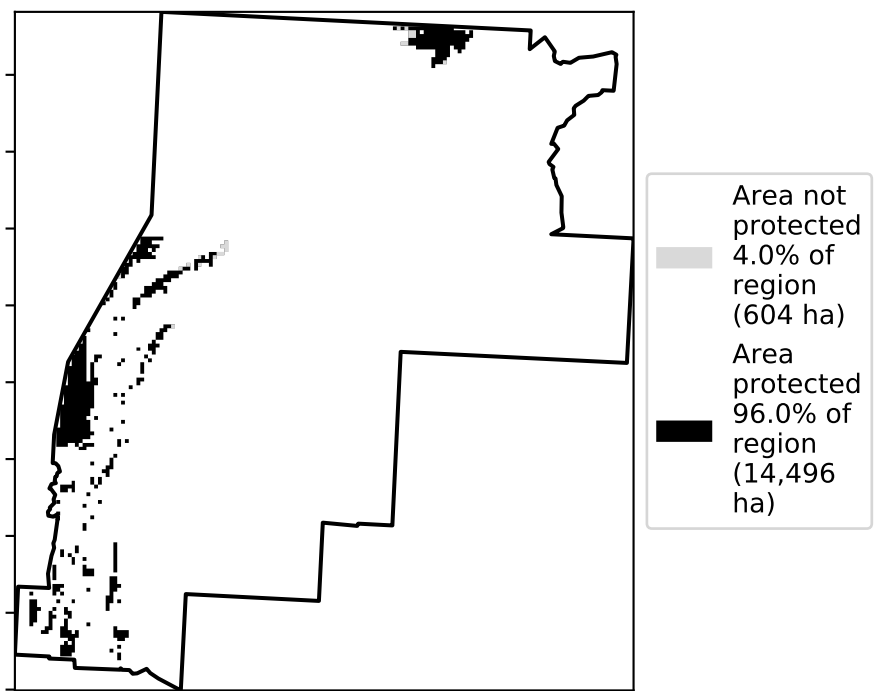 Area not
protected
4.0% of
region
(604 ha)
Area
protected
96.0% of
region
(14,496
ha)